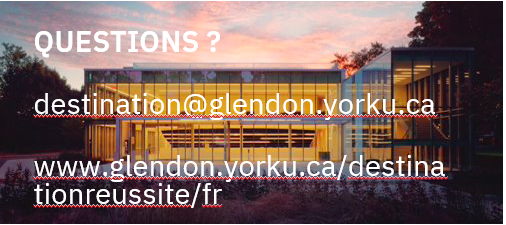 QUESTIONS ?
destination@glendon.yorku.ca
www.glendon.yorku.ca/destina
tionreussite/fr